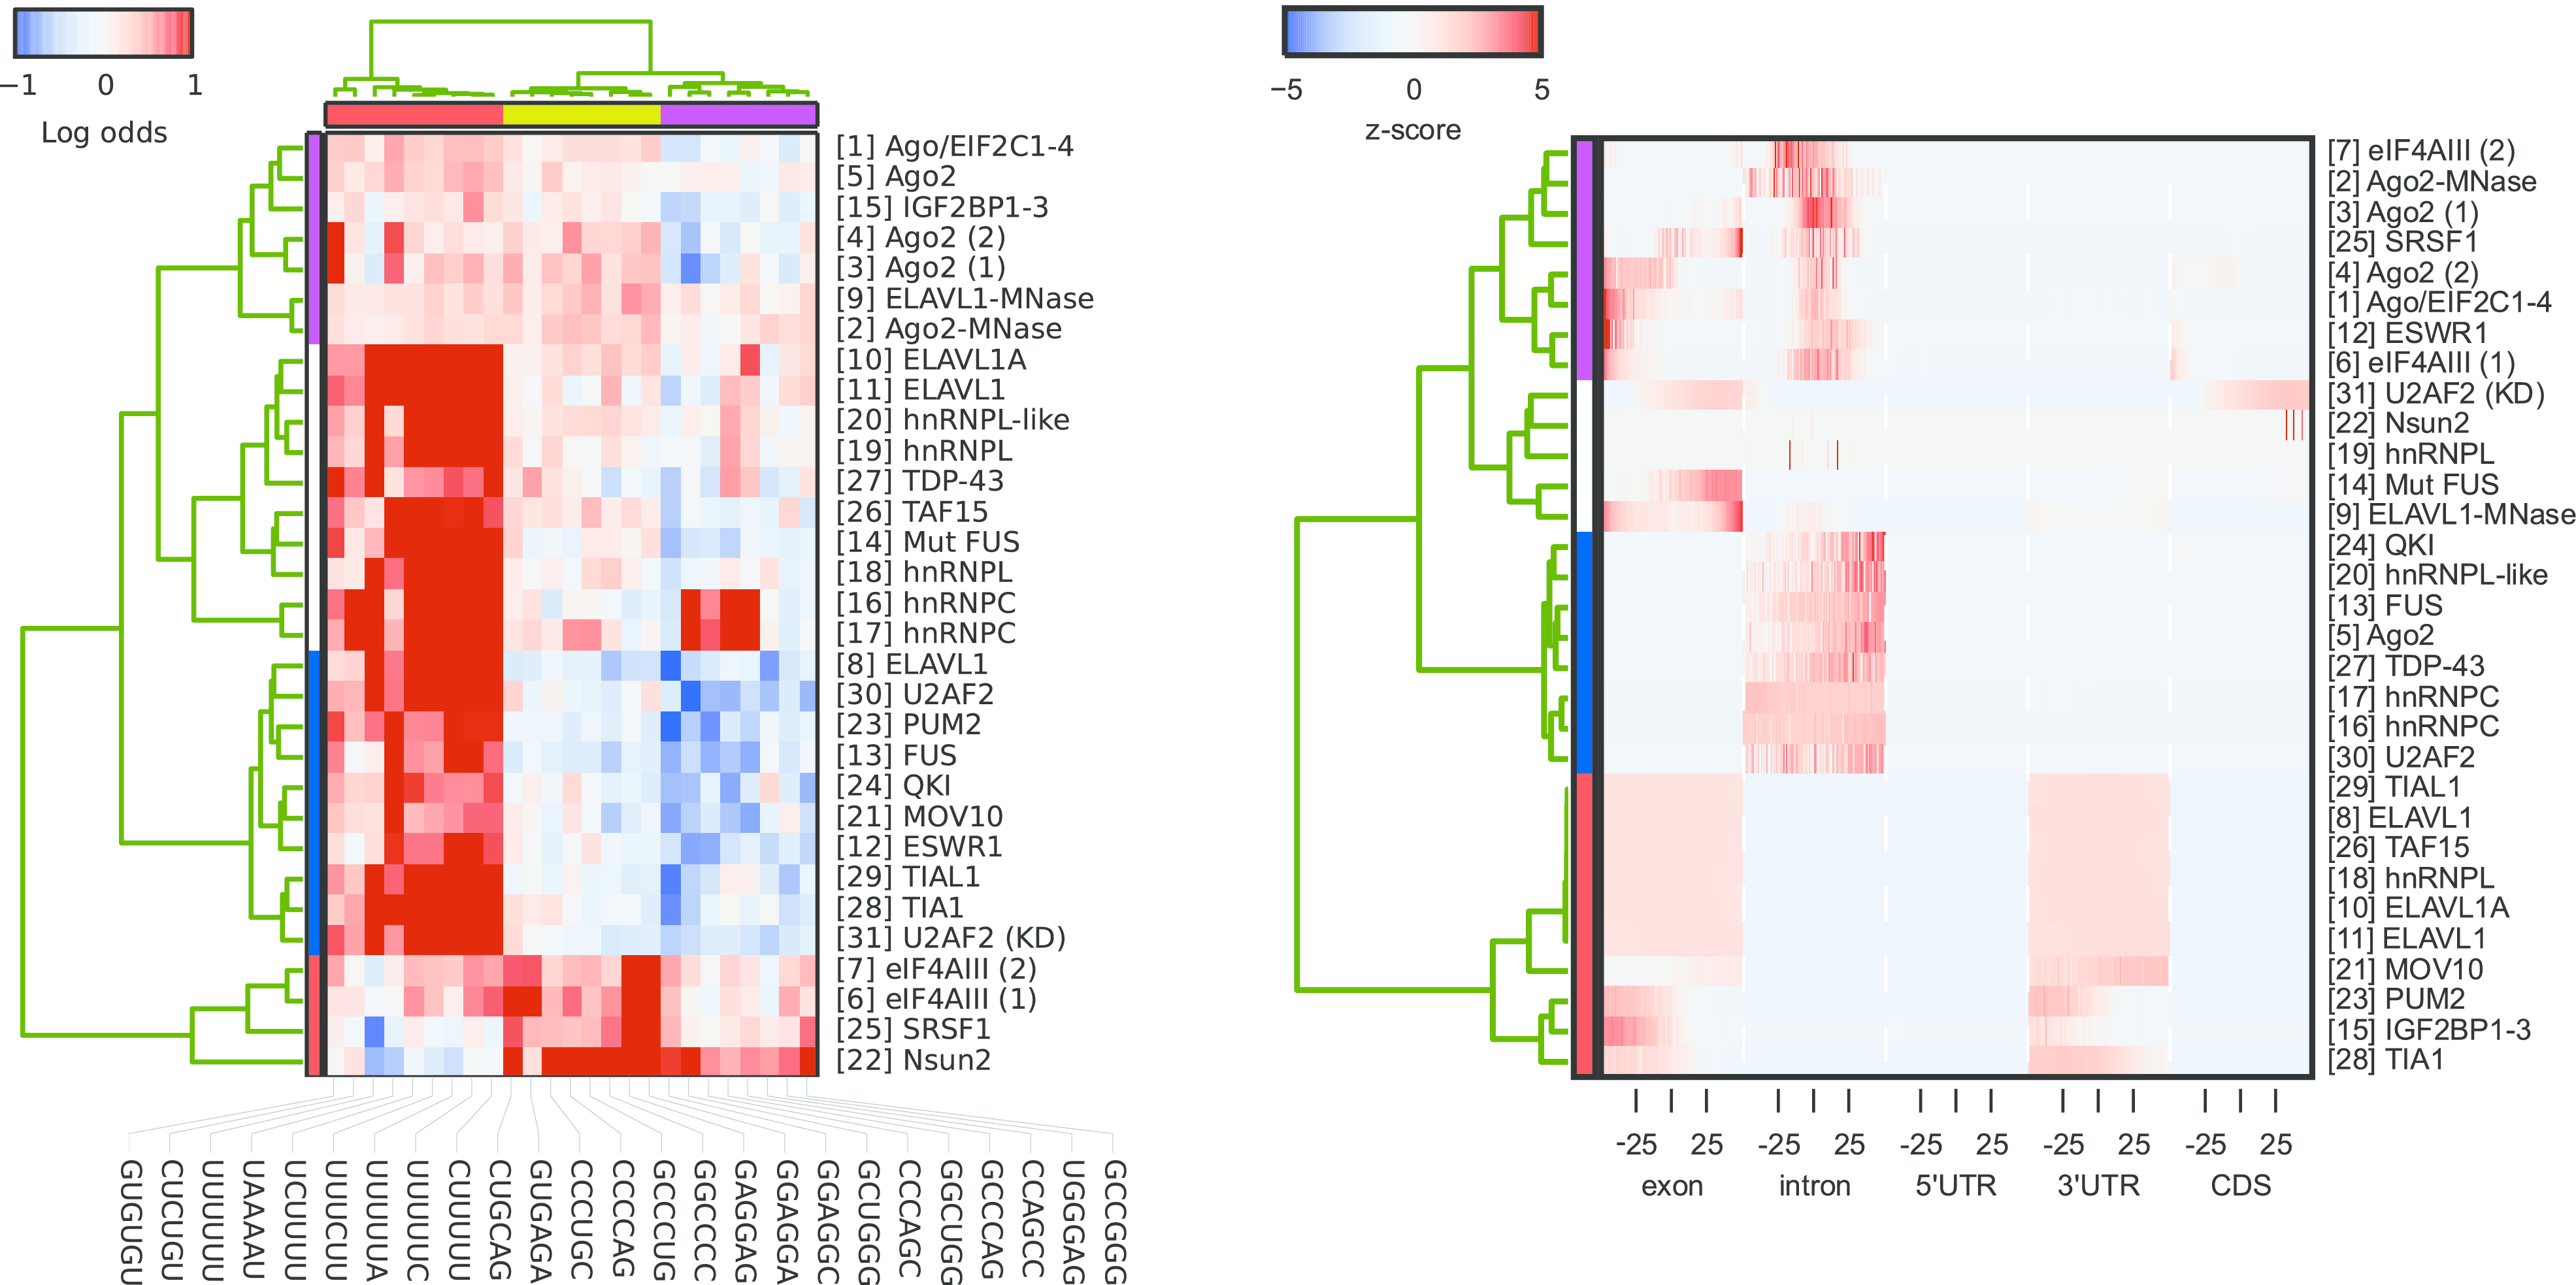 −1 0 1
Log odds
[1] Ago/EIF2C1-4
[5] Ago2
[15] IGF2BP1-3
[4] Ago2 (2)
[3] Ago2 (1)
[9] ELAVL1-MNase
[2] Ago2-MNase
[10] ELAVL1A
[11] ELAVL1
[20] hnRNPL-like
[19] hnRNPL
[27] TDP-43
[26] TAF15
[14] Mut FUS
[18] hnRNPL
[16] hnRNPC
[17] hnRNPC
[8] ELAVL1
[30] U2AF2
[23] PUM2
[13] FUS
[24] QKI
[21] MOV10
[12] ESWR1
[29] TIAL1
[28] TIA1
[31] U2AF2 (KD)
[7] eIF4AIII (2)
[6] eIF4AIII (1)
[25] SRSF1
[22] Nsun2
GUGUGU
CUCUGU
UUUUUU
UAAAAU
UCUUUU
UUUCUU
UUUUUA
UUUUUC
CUUUUU
CUGCAG
GUGAGA
CCCUGC
CCCCAG
GCCCUG
GGCCCC
GAGGAG
GGAGGA
GGAGGC
GCUGGG
CCCAGC
GGCUGG
GCCCAG
CCAGCC
UGGGAG
GCCGGG
−5 0 5
z-score
[7] eIF4AIII (2)
[2] Ago2-MNase
[3] Ago2 (1)
[25] SRSF1
[4] Ago2 (2)
[1] Ago/EIF2C1-4
[12] ESWR1
[6] eIF4AIII (1)
[31] U2AF2 (KD)
[22] Nsun2
[19] hnRNPL
[14] Mut FUS
[9] ELAVL1-MNase
[24] QKI
[20] hnRNPL-like
[13] FUS
[5] Ago2
[27] TDP-43
[17] hnRNPC
[16] hnRNPC
[30] U2AF2
[29] TIAL1
[8] ELAVL1
[26] TAF15
[18] hnRNPL
[10] ELAVL1A
[11] ELAVL1
[21] MOV10
[23] PUM2
[15] IGF2BP1-3
[28] TIA1
-25 25 -25 25 -25 25 -25 25 -25 25
exon intron 5'UTR 3'UTR CDS